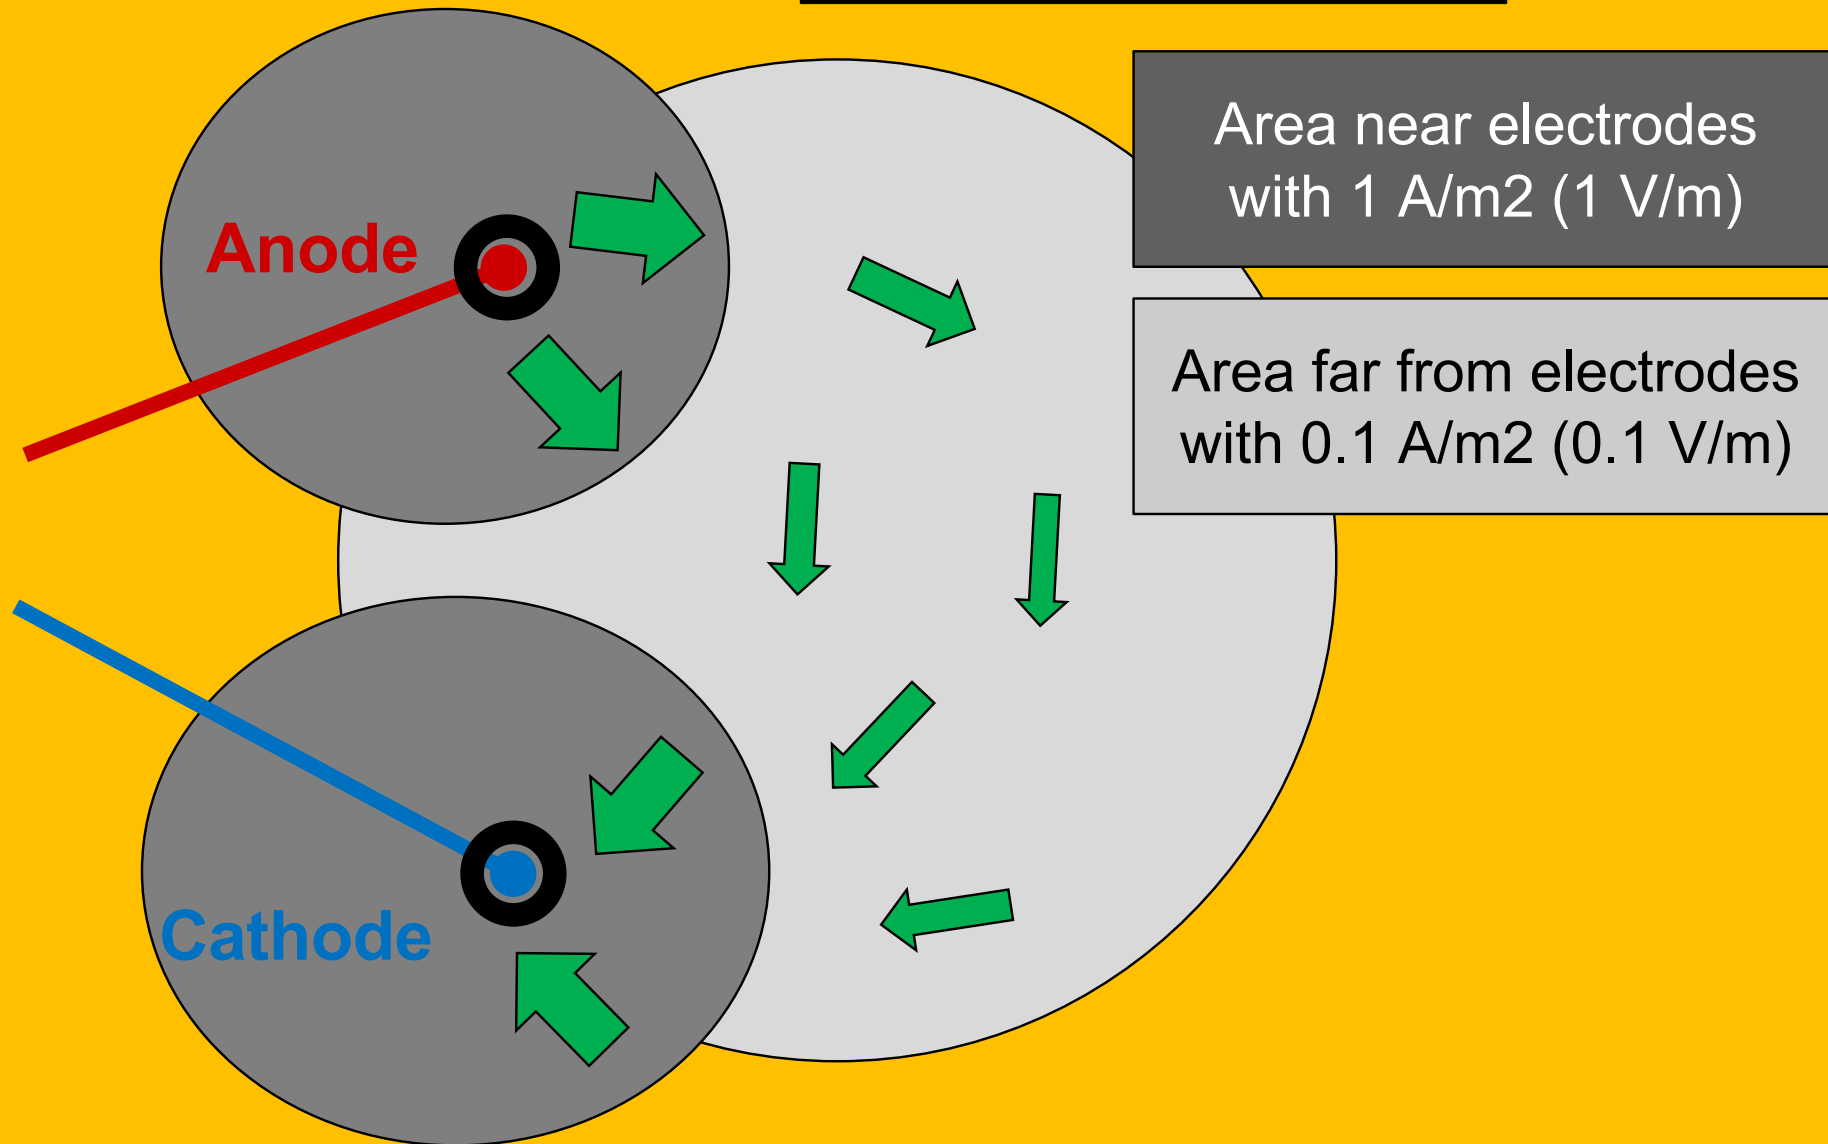 Area near electrodes
with 1 A/m2 (1 V/m)
Anode
Area far from electrodes
with 0.1 A/m2 (0.1 V/m)
Cathode